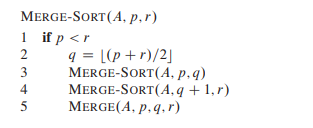 MERGE-SORT(A, p, r)
1 if p < r
2 q = ⌊(p + r)/2⌋
3 MERGE-SORT(A, p, q)
4 MERGE-SORT(A, q + 1, r)
5 MERGE(A, p, q, r)